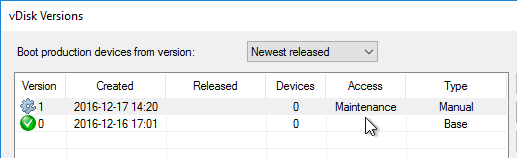 vDisk Versions
Boot production devices from version: Newest released
Version Created Released Devices Access Type
1 2016-12-17 14:20 0 Maintenance Manual
0 2016-12-16 17:01 0 Base